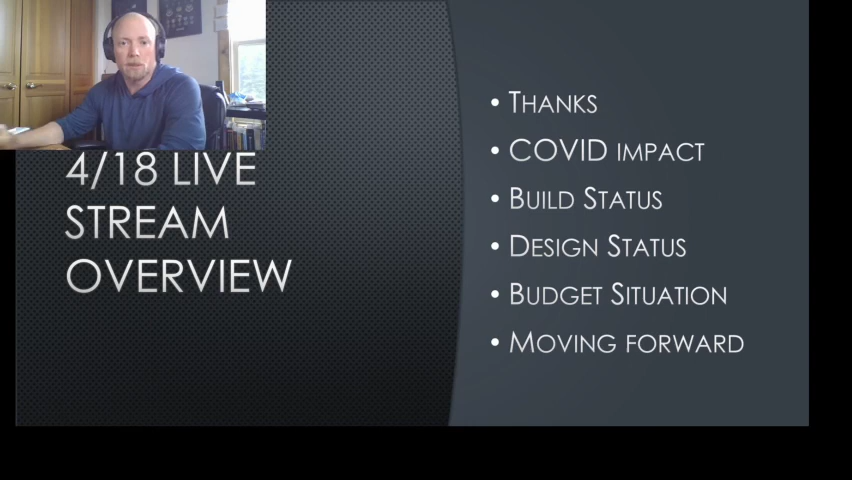 4/18 LIVE
STREAM
OVERVIEW
• THANKS
• COVID IMPACT
• BUILD STATUS
• DESIGN STATUS
• BUDGET SITUATION
• MOVING FORWARD